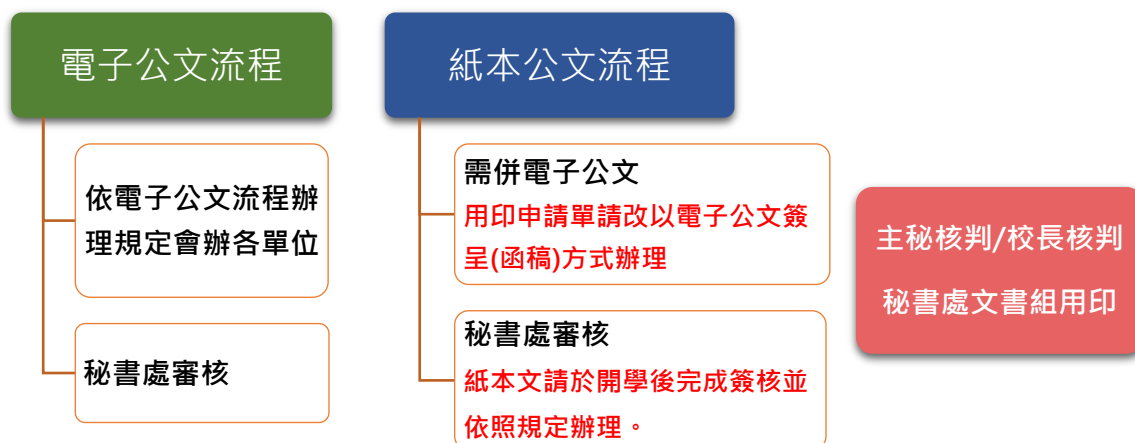 電子公文流程
依電子公文流程辦
理規定會辦各單位
秘書處審核
紙本公文流程
需併電子公文
用印申請單請改以電子公文簽
呈(函稿)方式辦理
秘書處審核
紙本文請於開學後完成簽核並
依照規定辦理。
主秘核判/校長核判
秘書處文書組用印